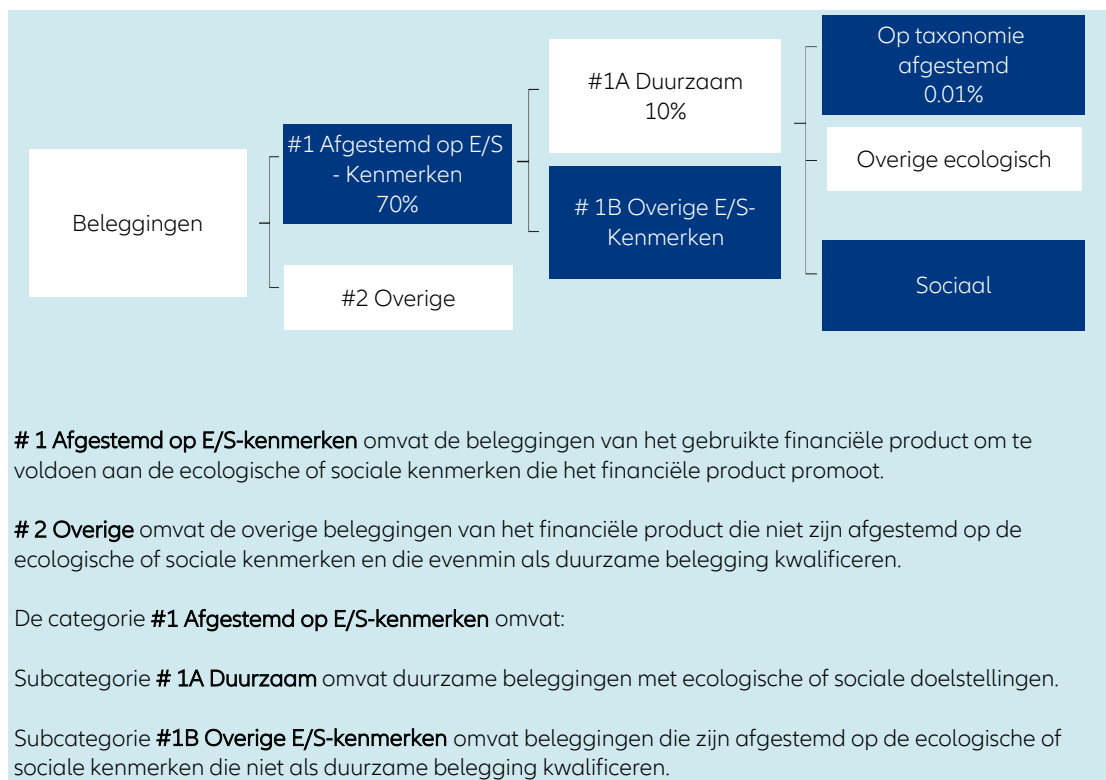 Beleggingen
#1 Afgestemd op E/S
- Kenmerken
70%
#2 Overige
#1A Duurzaam
10%
# 1B Overige E/S-
Kenmerken
Op taxonomie
afgestemd
0.01%
Overige ecologisch
Sociaal
# 1 Afgestemd op E/S-kenmerken omvat de beleggingen van het gebruikte financiële product om te
voldoen aan de ecologische of sociale kenmerken die het financiële product promoot.
# 2 Overige omvat de overige beleggingen van het financiële product die niet zijn afgestemd op de
ecologische of sociale kenmerken en die evenmin als duurzame belegging kwalificeren.
De categorie #1 Afgestemd op E/S-kenmerken omvat:
Subcategorie # 1A Duurzaam omvat duurzame beleggingen met ecologische of sociale doelstellingen.
Subcategorie #1B Overige E/S-kenmerken omvat beleggingen die zijn afgestemd op de ecologische of
sociale kenmerken die niet als duurzame belegging kwalificeren.